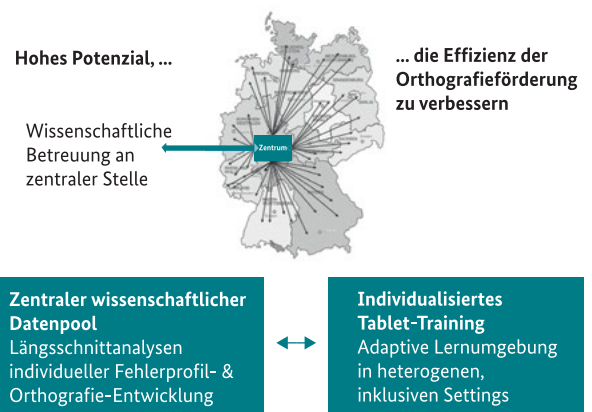 Hohes Potenzial, ...
... die Effizienz der
Orthografieförderung
zu verbessern
Wissenschaftliche
Betreuung an
zentraler Stelle
Zentrum
Zentraler wissenschaftlicher
Datenpool
Längsschnittanalysen
individueller Fehlerprofil- &
Orthografie-Entwicklung
Individualisiertes
Tablet-Training
Adaptive Lernumgebung
in heterogenen,
inklusiven Settings